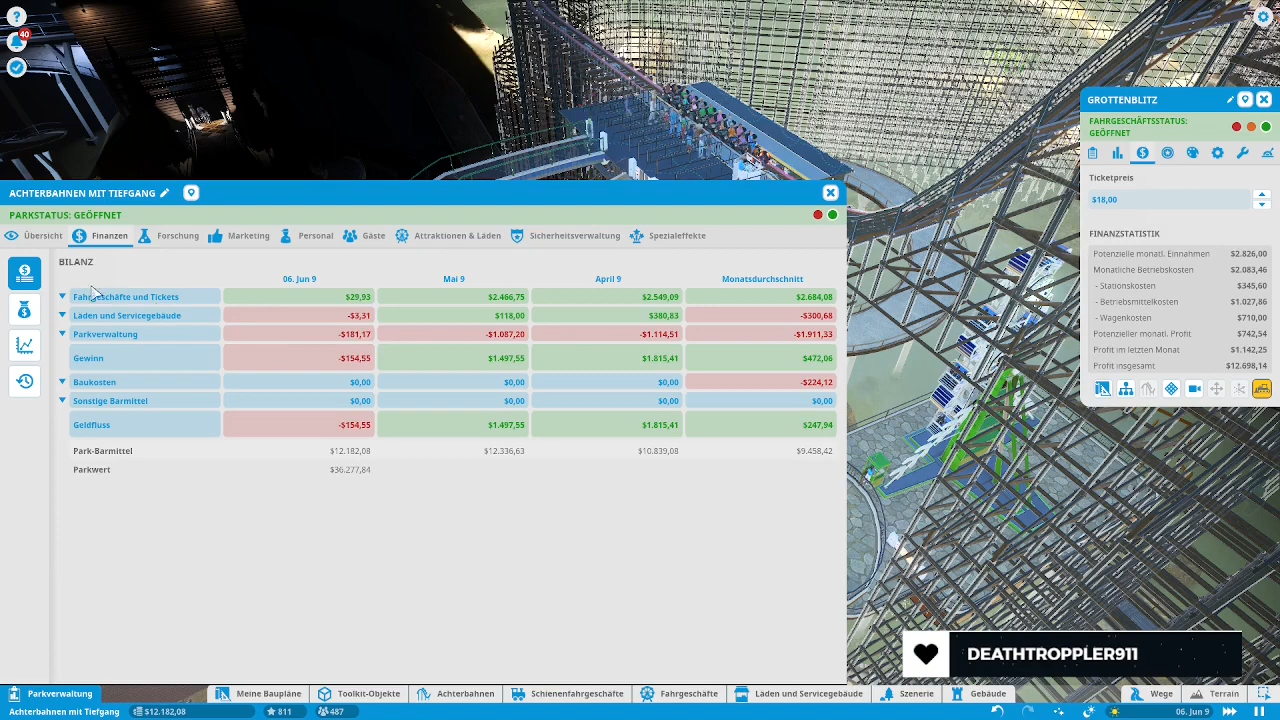 ?
40
ACHTERBAHNEN MIT TIEFGANG
PARKSTATUS: GEÖFFNET
Übersicht Finanzen Forschung Marketing Personal Gäste Attraktionen & Läden Sicherheitsverwaltung Spezialeffekte
BILANZ
06. Jun 9 Mai 9 April 9 Monatsdurchschnitt
Fahrgeschäfte und Tickets $29,93 $2.466,75 $2.549,09 $2.684,08
Läden und Servicegebäude -$3,31 $118,00 $380,83 -$300,68
Parkverwaltung -$181,17 -$1.087,20 -$1.114,51 -$1.911,33
Gewinn -$154,55 $1.497,55 $1.815,41 $472,06
Baukosten $0,00 $0,00 $0,00 -$224,12
Sonstige Barmittel $0,00 $0,00 $0,00 $0,00
Geldfluss -$154,55 $1.497,55 $1.815,41 $247,94
Park-Barmittel $12.182,08 $12.336,63 $10.839,08 $9.458,42
Parkwert $36.277,84
GROTTENBLITZ
FAHRGESCHÄFTSSTATUS:
GEÖFFNET
Ticketpreis
$18,00
FINANZSTATISTIK
Potenzielle monatl. Einnahmen $2.826,00
Monatliche Betriebskosten $2.083,46
- Stationskosten $345,60
- Betriebsmittelkosten $1.027,86
- Wagenkosten $710,00
Potenzieller monatl. Profit $742,54
Profit im letzten Monat $1.142,25
Profit insgesamt $12.698,14
DEATHTROPPLER911
Parkverwaltung Meine Baupläne Toolkit-Objekte Achterbahnen Schienenfahrgeschäfte Fahrgeschäfte Läden und Servicegebäude Szenerie Gebäude Wege Terrain
Achterbahnen mit Tiefgang $12.182,08 811 487 06. Jun 9